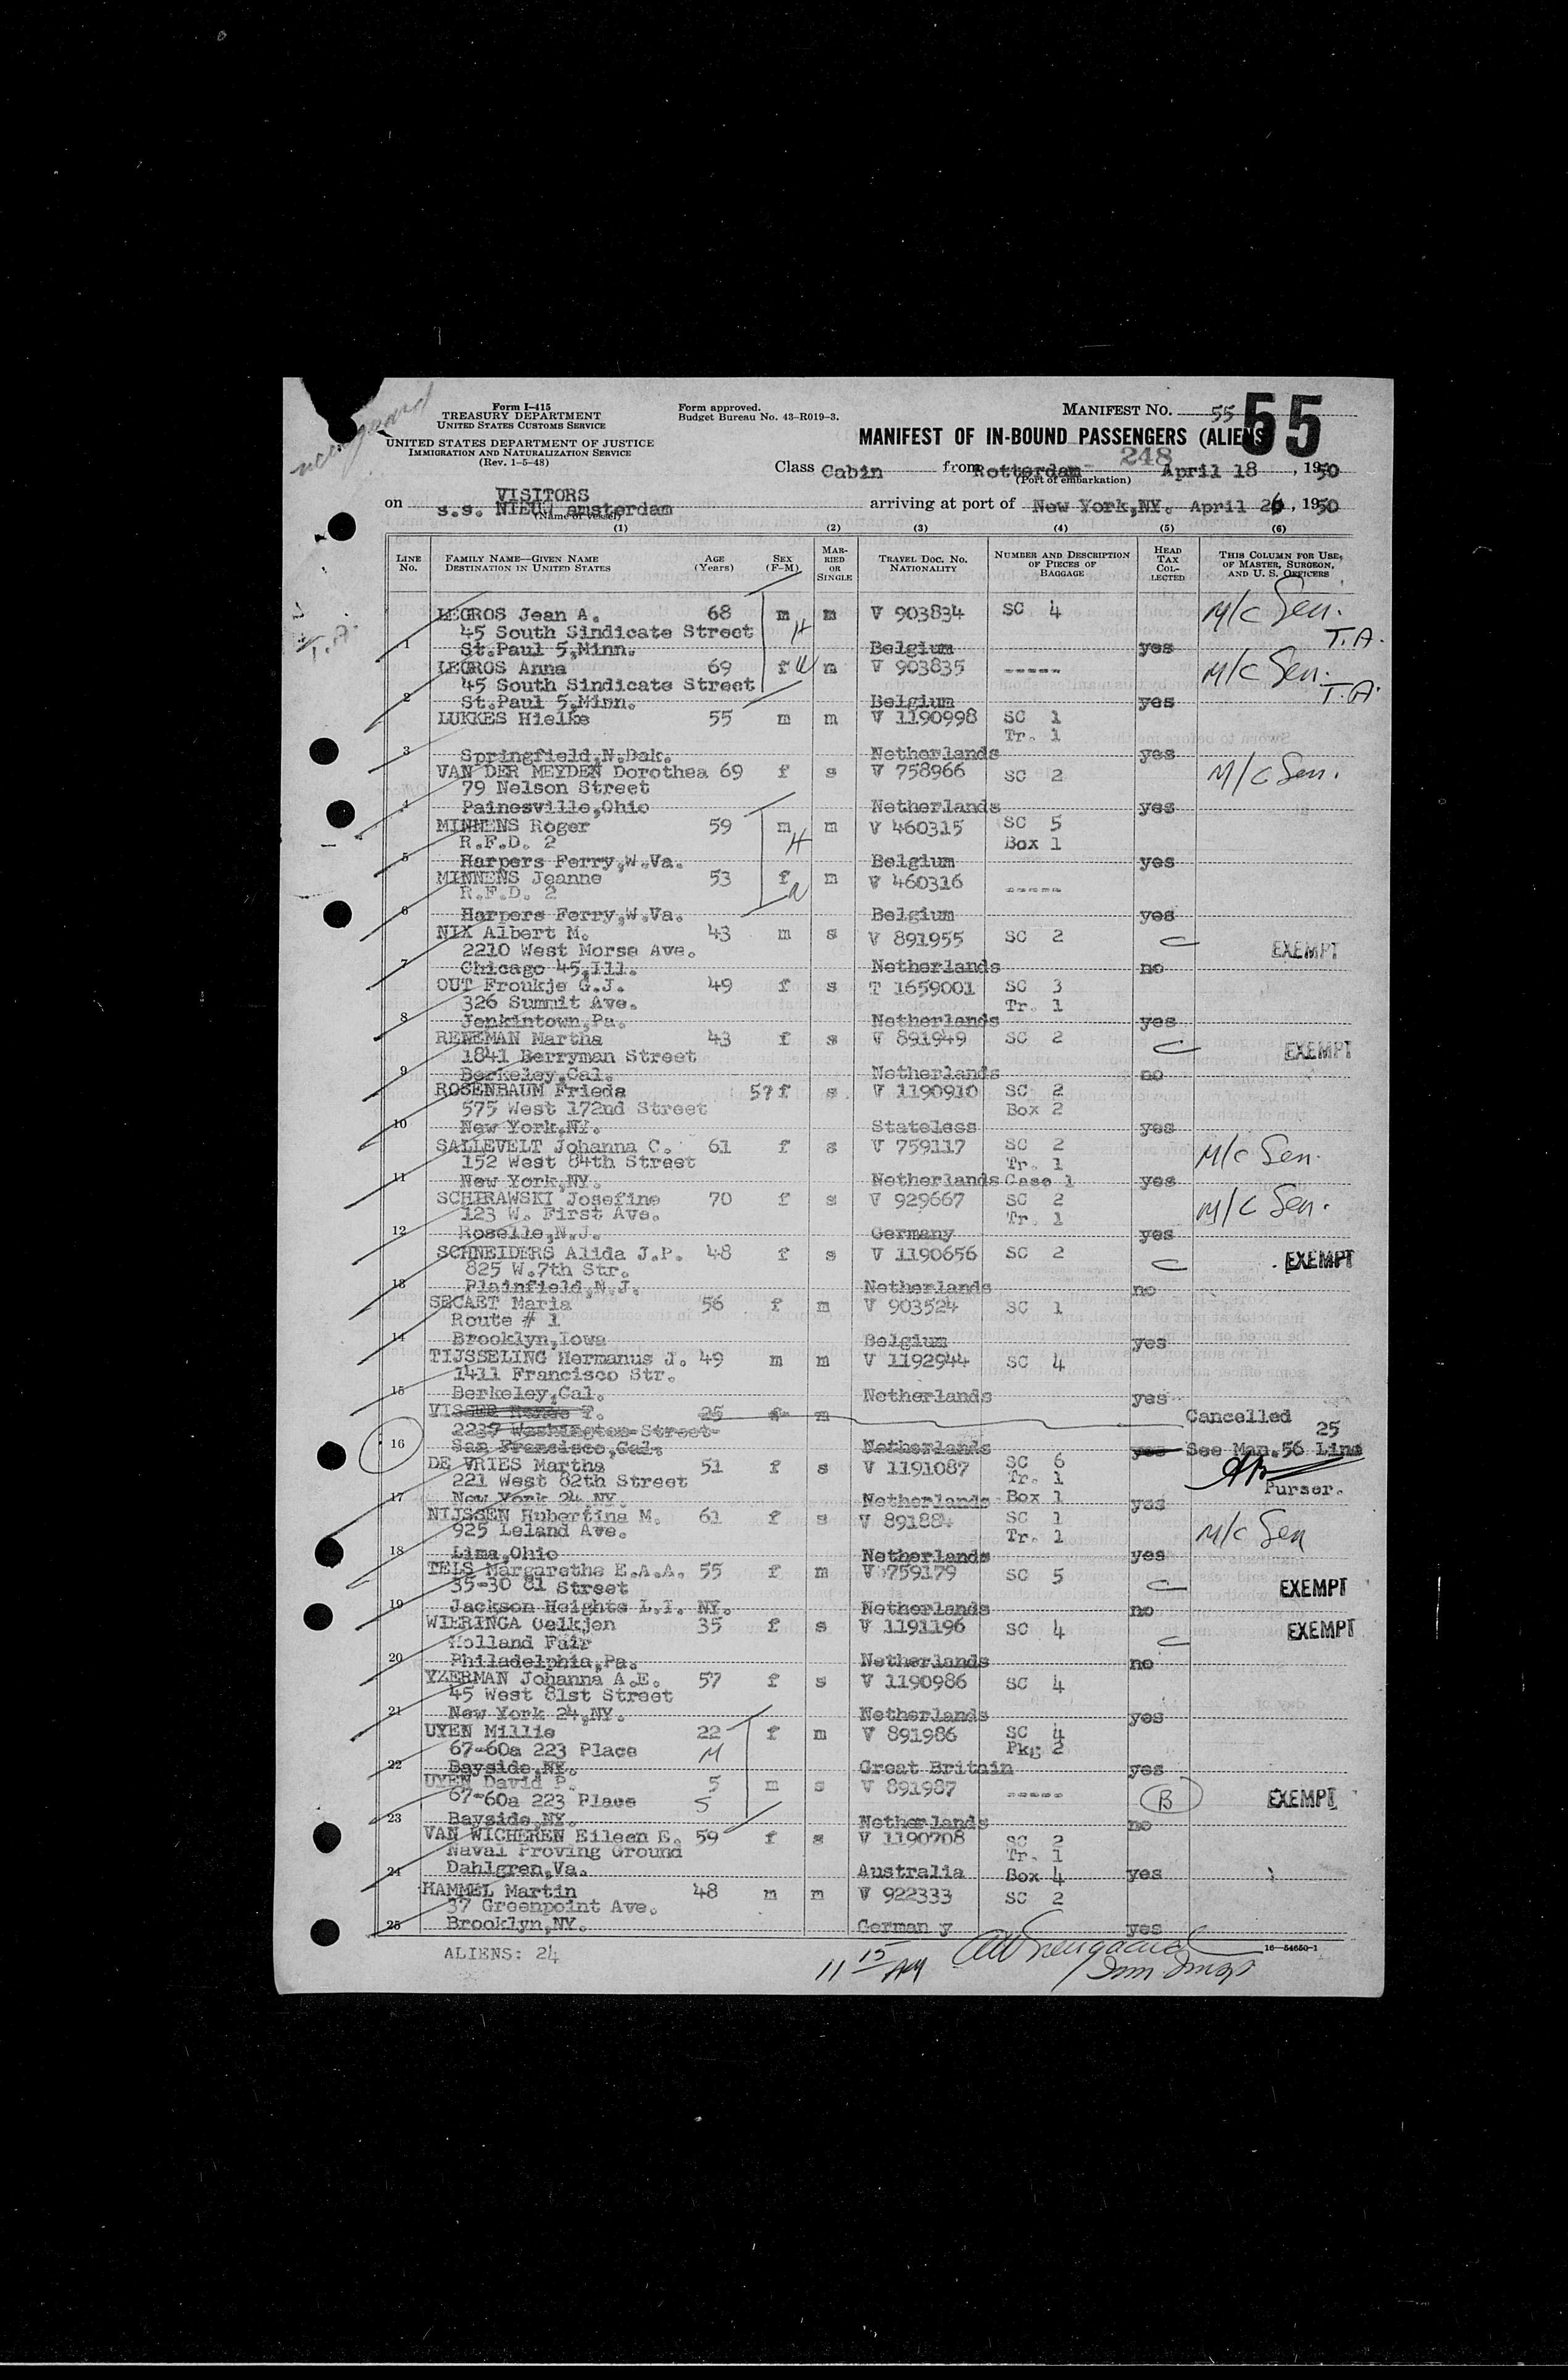 Form I-415
TREASURY DEPARTMENT
UNITED STATES CUSTOMS SERVICE
UNITED STATES DEPARTMENT OF JUSTICE
IMMIGRATION AND NATURALIZATION SERVICE
(Rev. 1-5-48)
Form approved.
Budget Bureau No. 43-R019-3.
MANIFEST NO. 55
55
MANIFEST OF IN-BOUND PASSENGERS (ALIENS)
248
Class Cabin from Rotterdam April 18, 1950
(Port of embarkation)
VISITORS
on s.s. NIEUW amsterdam arriving at port of New York,NY. April 26, 1950
(Name of vessel)
(1) (2) (3) (4) (5) (6)
LINE NO. FAMILY NAME—GIVEN NAME DESTINATION IN UNITED STATES AGE (Years) SEX (F-M) MARRIED OR SINGLE TRAVEL DOC. NO. NATIONALITY NUMBER AND DESCRIPTION OF PIECES OF BAGGAGE HEAD TAX COLLECTED THIS COLUMN FOR USE OF MASTER, SURGEON, AND U. S. OFFICERS
LEGROS Jean A. 68 m m V 903834 SC 4 M/C Sen.
45 South Sindicate Street H T.A.
1 St.Paul 5,Minn. Belgium yes
LEGROS Anna 69 f W m V 903835 ----- M/C Sen.
45 South Sindicate Street T.A.
2 St.Paul 5,Minn. Belgium yes
LUKKES Hielke 55 m m V 1190998 SC 1
Tr. 1
3 Springfield,N.Dak. Netherlands yes
VAN DER MEYDEN Dorothea 69 f s V 758966 SC 2 M/C Sen.
79 Nelson Street
4 Painesville,Ohio Netherlands yes
MINNENS Roger 59 m m V 460315 SC 5
R.F.D. 2 H Box 1
5 Harpers Ferry,W.Va. Belgium yes
MINNENS Jeanne 53 f m V 460316 -----
R.F.D. 2 W
6 Harpers Ferry,W.Va. Belgium yes
NIX Albert M. 43 m s V 891955 SC 2 C EXEMPT
2210 West Morse Ave.
7 Chicago 45,Ill. Netherlands no
OUT Froukje G.J. 49 f s T 1659001 SC 3
326 Summit Ave. Tr. 1
8 Jenkintown,Pa. Netherlands yes
RENEMAN Martha 43 f s V 891949 SC 2 C EXEMPT
1841 Berryman Street
9 Berkeley,Cal. Netherlands no
ROSENBAUM Frieda 57 f s V 1190910 SC 2
575 West 172nd Street Box 2
10 New York,NY. Stateless yes
SALLEVELT Johanna C. 61 f s V 759117 SC 2 M/C Sen.
152 West 84th Street Tr. 1
11 New York,NY. Netherlands Case 1 yes
SCHIRAWSKI Josefine 70 f s V 929667 SC 2 M/C Sen.
123 W. First Ave. Tr. 1
12 Roselle,N.J. Germany yes
SCHNEIDERS Alida J.P. 48 f s V 1190656 SC 2 C EXEMPT
825 W.7th Str.
13 Plainfield,N.J. Netherlands no
SECAET Maria 56 f m V 903524 SC 1
Route # 1
14 Brooklyn,Iowa Belgium yes
TIJSSELING Hermanus J. 49 m m V 1192944 SC 4
1411 Francisco Str.
15 Berkeley,Cal. Netherlands yes
VISSER T. 25 f m Cancelled
2237 Washington Street 25
16 San Francisco,Cal. Netherlands yes See Man.56 Line
DE VRIES Martha 51 f s V 1191087 SC 6
221 West 82th Street Tr. 1 Purser.
17 New York 24,NY. Netherlands Box 1 yes
NIJSSEN Hubertina M. 61 f s V 891884 SC 1 M/C Sen
925 Leland Ave. Tr. 1
18 Lima,Ohio Netherlands yes
TELS Margarethe E.A.A. 55 f m V 759179 SC 5 C EXEMPT
35-30 81 Street
19 Jackson Heights L.I. NY. Netherlands no
WIERINGA Oelkjen 35 f s V 1191196 SC 4 C EXEMPT
Holland Fair
20 Philadelphia,Pa. Netherlands no
YZERMAN Johanna A.E. 57 f s V 1190986 SC 4
45 West 81st Street
21 New York 24,NY. Netherlands yes
UYEN Millie 22 f m V 891986 SC 4
67-60a 223 Place M Pkg 2
22 Bayside,NY. Great Britain yes
UYEN David P. 5 m s V 891987 ----- B EXEMPT
67-60a 223 Place S
23 Bayside,NY. Netherlands no
VAN WICHEREN Eileen E. 59 f s V 1190708 SC 2
Naval Proving Ground Tr. 1
24 Dahlgren,Va. Australia Box 4 yes
HAMMEL Martin 48 m m V 922333 SC 2
37 Greenpoint Ave.
25 Brooklyn,NY. German y yes
ALIENS: 24
11 15 AM
16—54650-1